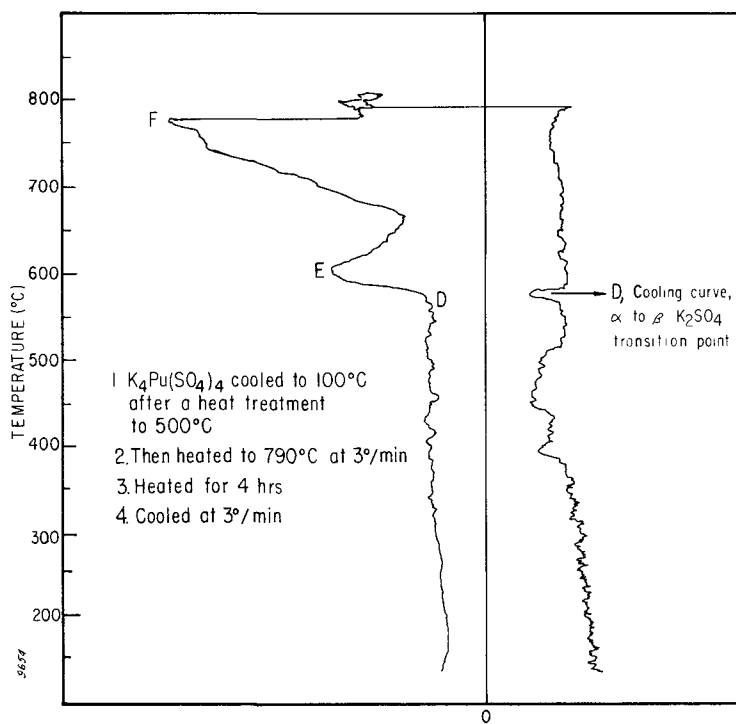 TEMPERATURE (°C)
800
700
600
500
400
300
200
F
E
D
D, Cooling curve,
α to β K₂SO₄
transition point
1 K₄Pu(SO₄)₄ cooled to 100°C
after a heat treatment
to 500°C
2. Then heated to 790°C at 3°/min
3. Heated for 4 hrs
4. Cooled at 3°/min
9654
0